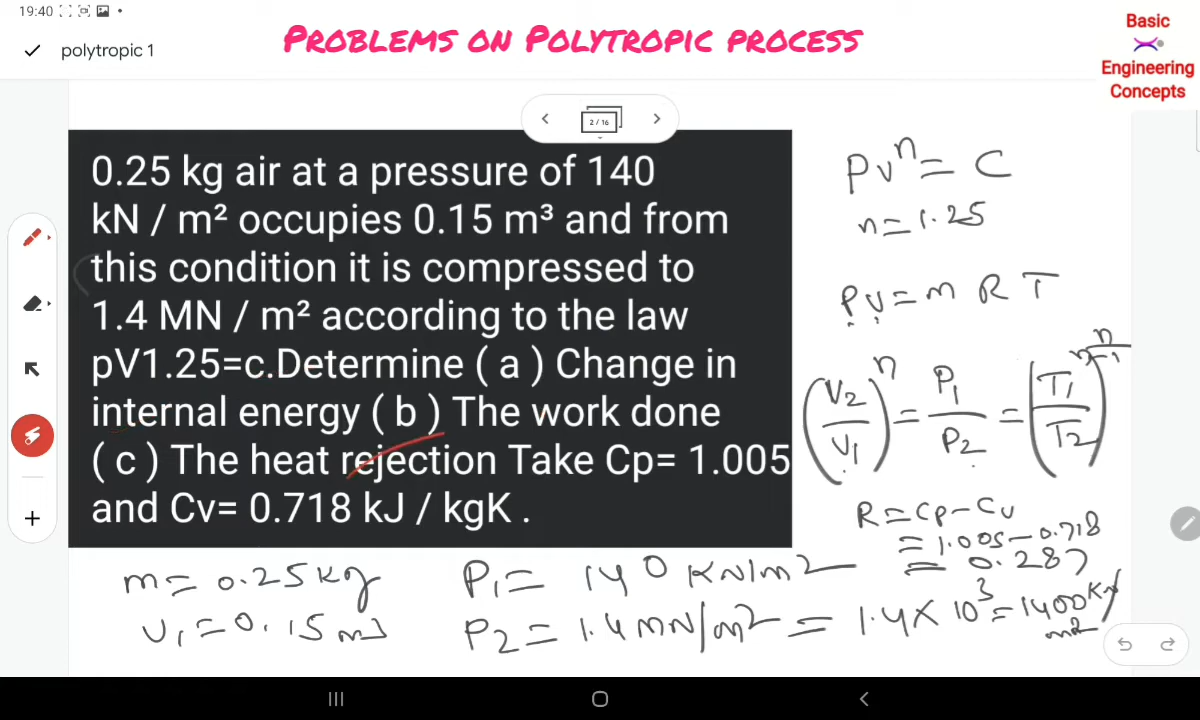 19:40
polytropic 1
PROBLEMS ON POLYTROPIC PROCESS
Basic
Engineering
Concepts
2 / 16
0.25 kg air at a pressure of 140
kN / m² occupies 0.15 m³ and from
this condition it is compressed to
1.4 MN / m² according to the law
pV1.25=c.Determine ( a ) Change in
internal energy ( b ) The work done
( c ) The heat rejection Take Cp= 1.005
and Cv= 0.718 kJ / kgK .
PVⁿ = C
n = 1.25
PV = m R T
(V2/V1)ⁿ = P1/P2 = (T1/T2)^(n/n-1)
R = Cp - Cv
= 1.005 - 0.718
= 0.287
m = 0.25 kg
P1 = 140 KN/m²
V1 = 0.15 m3
P2 = 1.4 MN/m² = 1.4 X 10³ = 1400 KN/m²